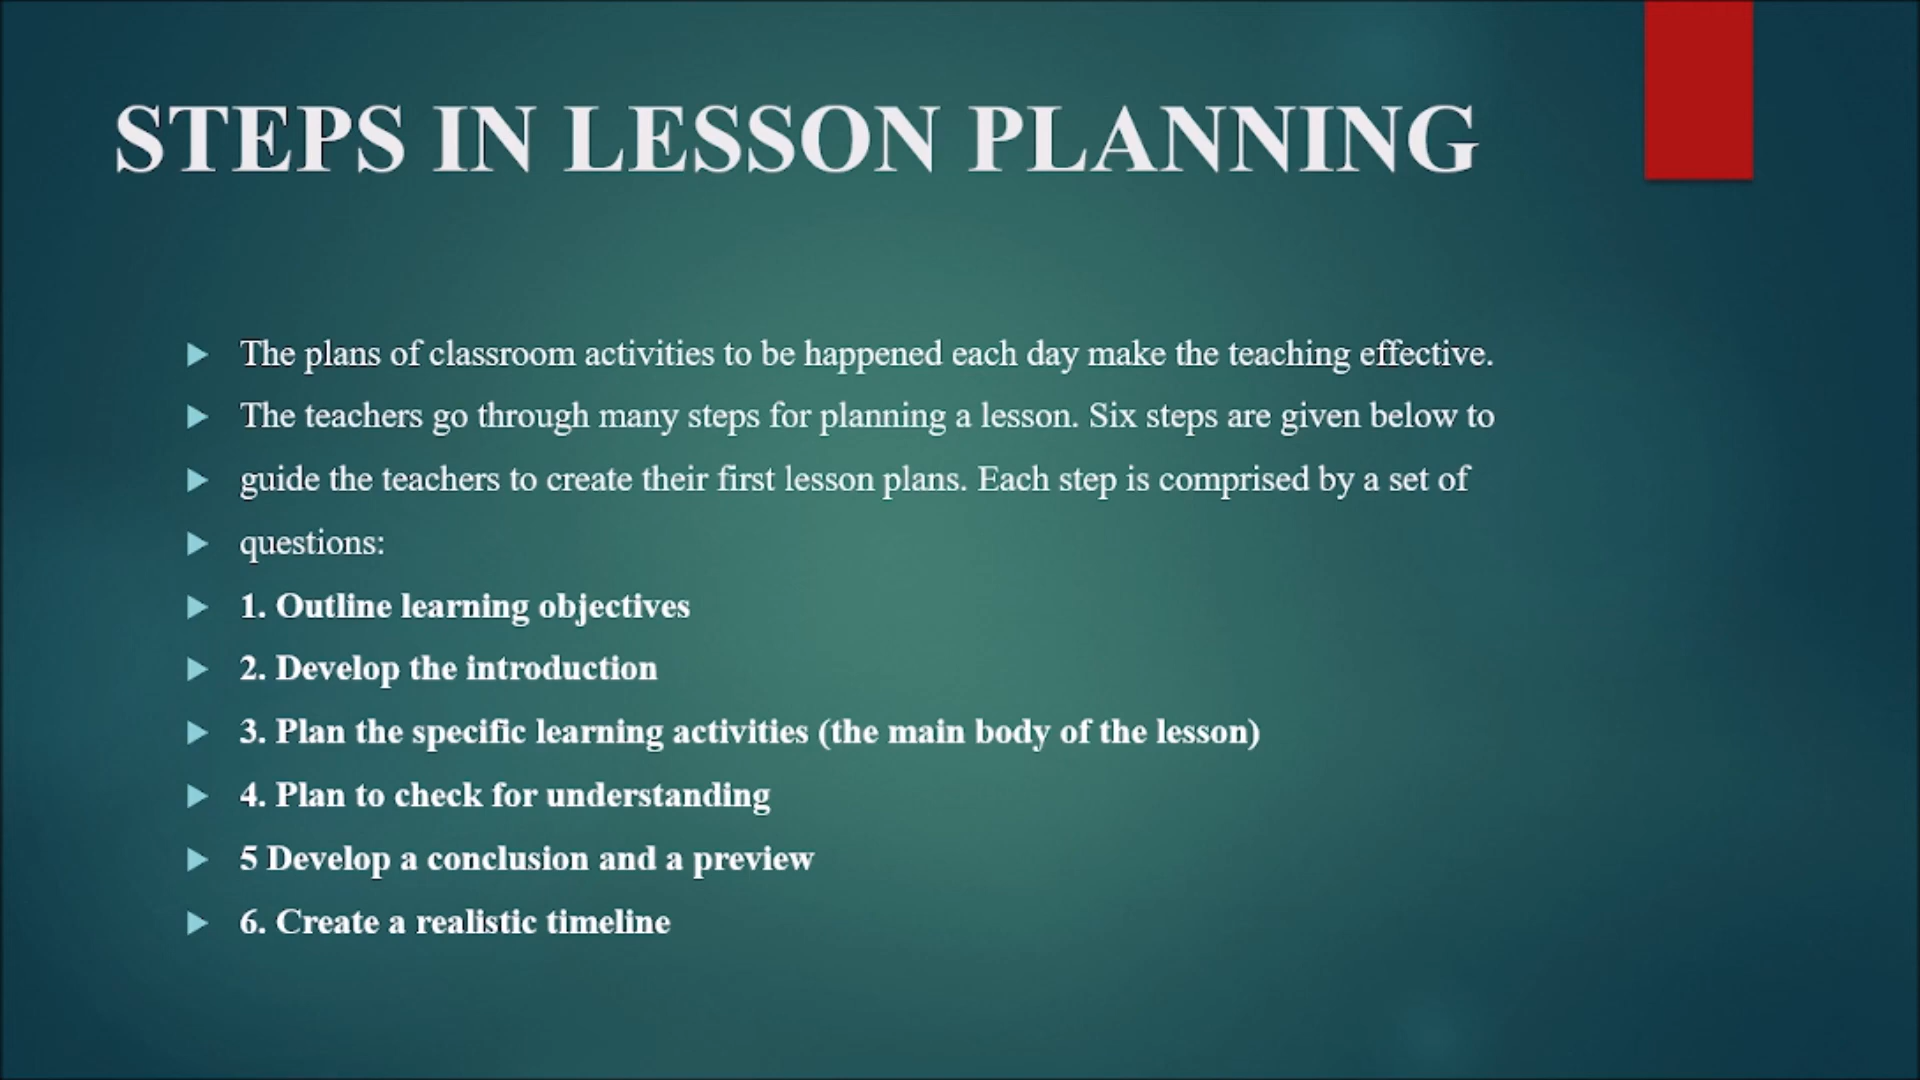 STEPS IN LESSON PLANNING
The plans of classroom activities to be happened each day make the teaching effective.
The teachers go through many steps for planning a lesson. Six steps are given below to
guide the teachers to create their first lesson plans. Each step is comprised by a set of
questions:
1. Outline learning objectives
2. Develop the introduction
3. Plan the specific learning activities (the main body of the lesson)
4. Plan to check for understanding
5 Develop a conclusion and a preview
6. Create a realistic timeline